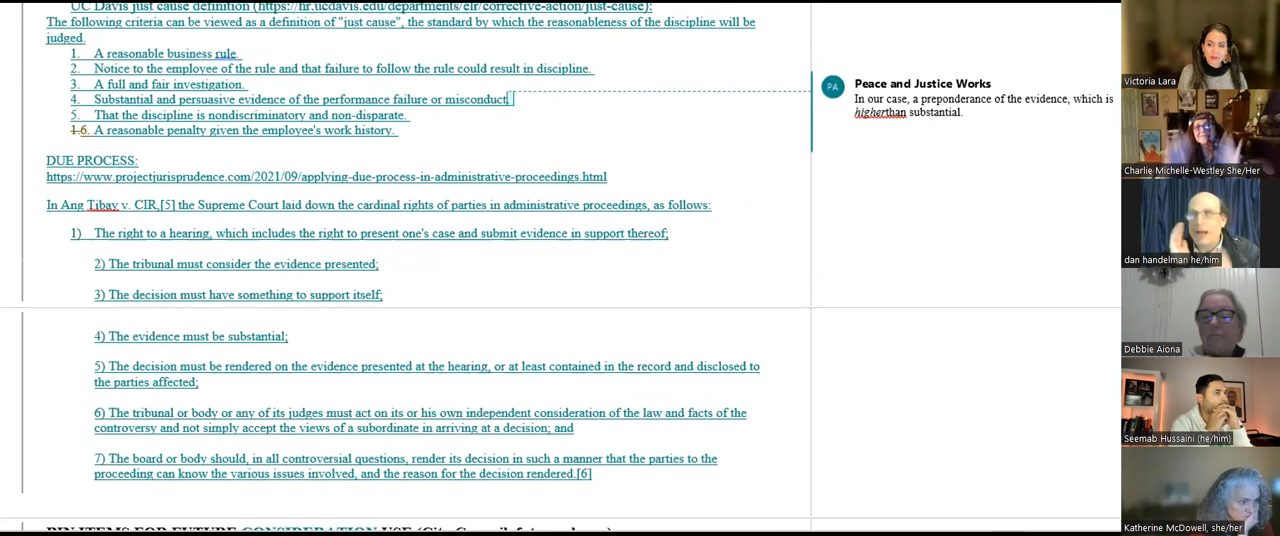 UC Davis just cause definition (https://hr.ucdavis.edu/departments/elr/corrective-action/just-cause):
The following criteria can be viewed as a definition of "just cause", the standard by which the reasonableness of the discipline will be
judged.
1. A reasonable business rule.
2. Notice to the employee of the rule and that failure to follow the rule could result in discipline.
3. A full and fair investigation.
4. Substantial and persuasive evidence of the performance failure or misconduct.
5. That the discipline is nondiscriminatory and non-disparate.
1.6. A reasonable penalty given the employee's work history.
DUE PROCESS:
https://www.projectjurisprudence.com/2021/09/applying-due-process-in-administrative-proceedings.html
In Ang Tibay v. CIR,[5] the Supreme Court laid down the cardinal rights of parties in administrative proceedings, as follows:
1) The right to a hearing, which includes the right to present one's case and submit evidence in support thereof;
2) The tribunal must consider the evidence presented;
3) The decision must have something to support itself;
4) The evidence must be substantial;
5) The decision must be rendered on the evidence presented at the hearing, or at least contained in the record and disclosed to
the parties affected;
6) The tribunal or body or any of its judges must act on its or his own independent consideration of the law and facts of the
controversy and not simply accept the views of a subordinate in arriving at a decision; and
7) The board or body should, in all controversial questions, render its decision in such a manner that the parties to the
proceeding can know the various issues involved, and the reason for the decision rendered.[6]
BIN ITEMS FOR FUTURE CONSIDERATION USE
PA
Peace and Justice Works
In our case, a preponderance of the evidence, which is
higherthan substantial.
Victoria Lara
Charlie Michelle-Westley She/Her
dan handelman he/him
Debbie Aiona
Seemab Hussaini (he/him)
Katherine McDowell, she/her